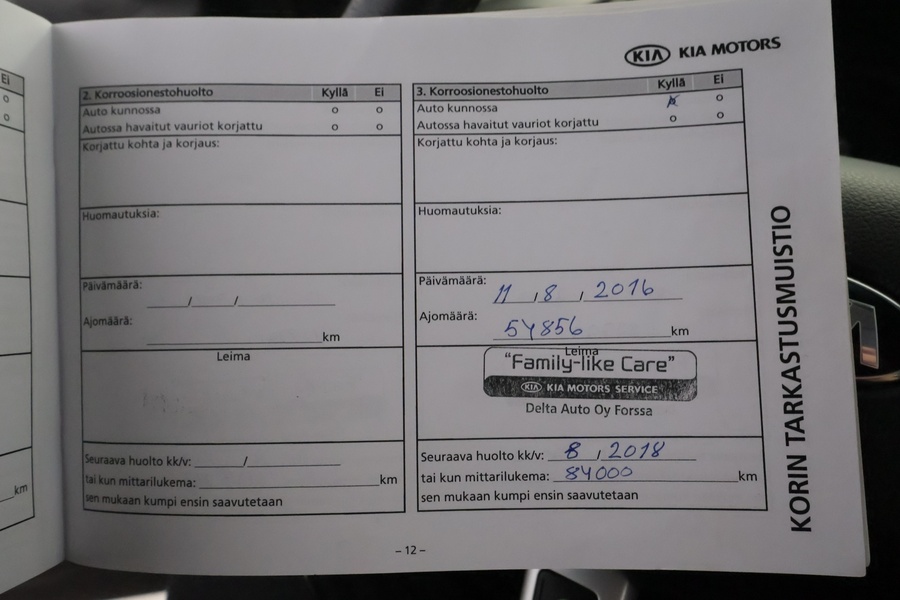 Ei
o
o
km
KIA KIA MOTORS
2. Korroosionestohuolto Kyllä Ei
Auto kunnossa o o
Autossa havaitut vauriot korjattu o o
Korjattu kohta ja korjaus:
Huomautuksia:
Päivämäärä: / /
Ajomäärä: km
Leima
Seuraava huolto kk/v: /
tai kun mittarilukema: km
sen mukaan kumpi ensin saavutetaan
3. Korroosionestohuolto Kyllä Ei
Auto kunnossa x o
Autossa havaitut vauriot korjattu o o
Korjattu kohta ja korjaus:
Huomautuksia:
Päivämäärä: 11 / 8 / 2016
Ajomäärä: 54856 km
Leima
"Family-like Care"
KIA KIA MOTORS SERVICE
Delta Auto Oy Forssa
Seuraava huolto kk/v: 8 / 2018
tai kun mittarilukema: 84000 km
sen mukaan kumpi ensin saavutetaan
KORIN TARKASTUSMUISTIO
– 12 –